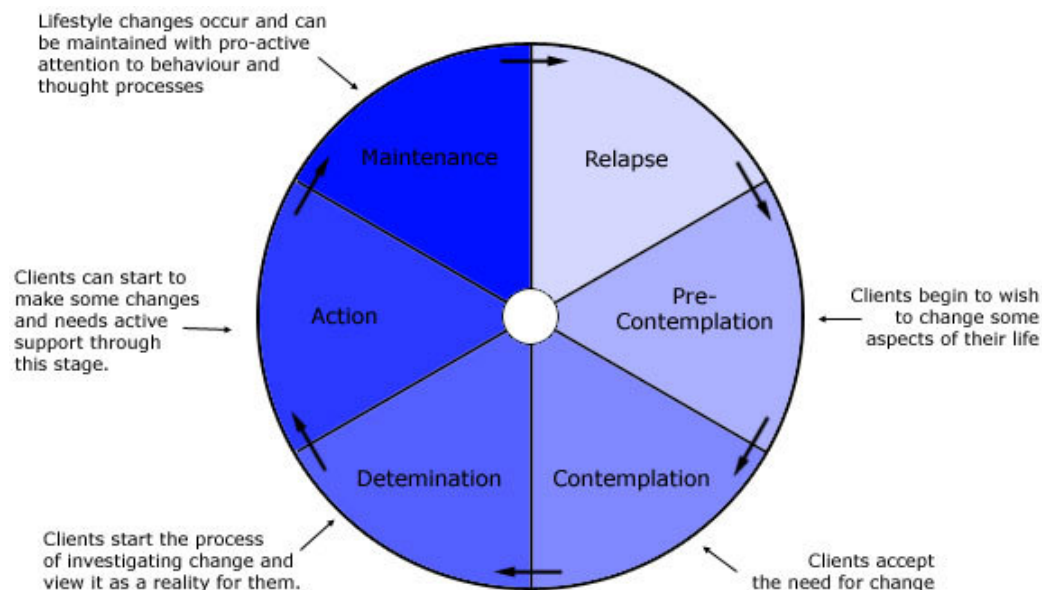 Lifestyle changes occur and can
be maintained with pro-active
attention to behaviour and
thought processes
Maintenance
Relapse
Clients can start to
make some changes
and needs active
support through
this stage.
Action
Pre-
Contemplation
Clients begin to wish
to change some
aspects of their life
Detemination
Contemplation
Clients start the process
of investigating change and
view it as a reality for them.
Clients accept
the need for change